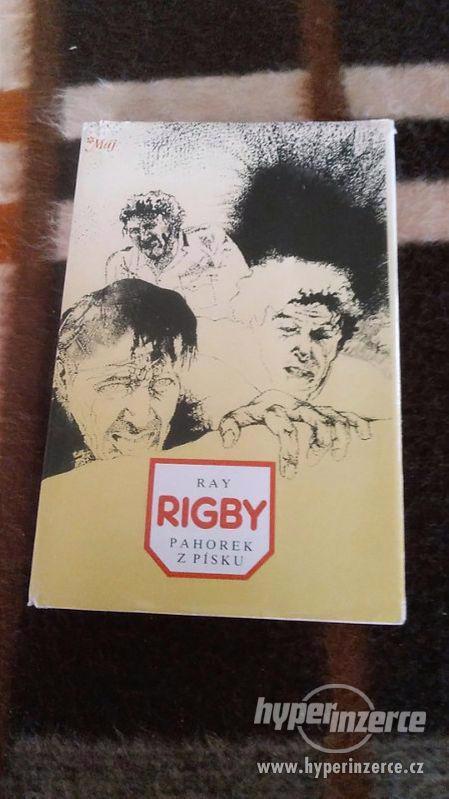 Máj
RAY
RIGBY
PAHOREK
Z PÍSKU
hyperinzerce
www.hyperinzerce.cz